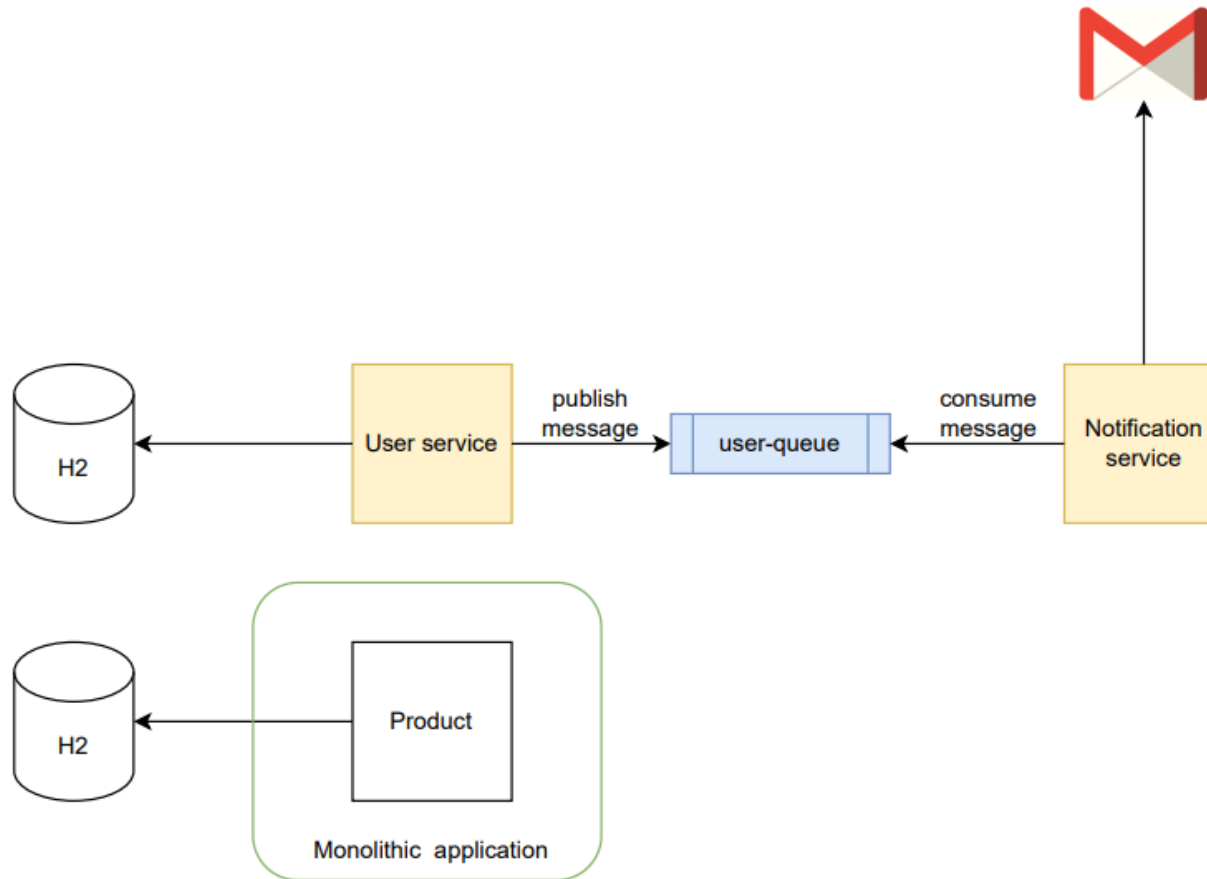 publish
message
consume
message
User service
user-queue
Notification
service
H2
Product
H2
Monolithic application